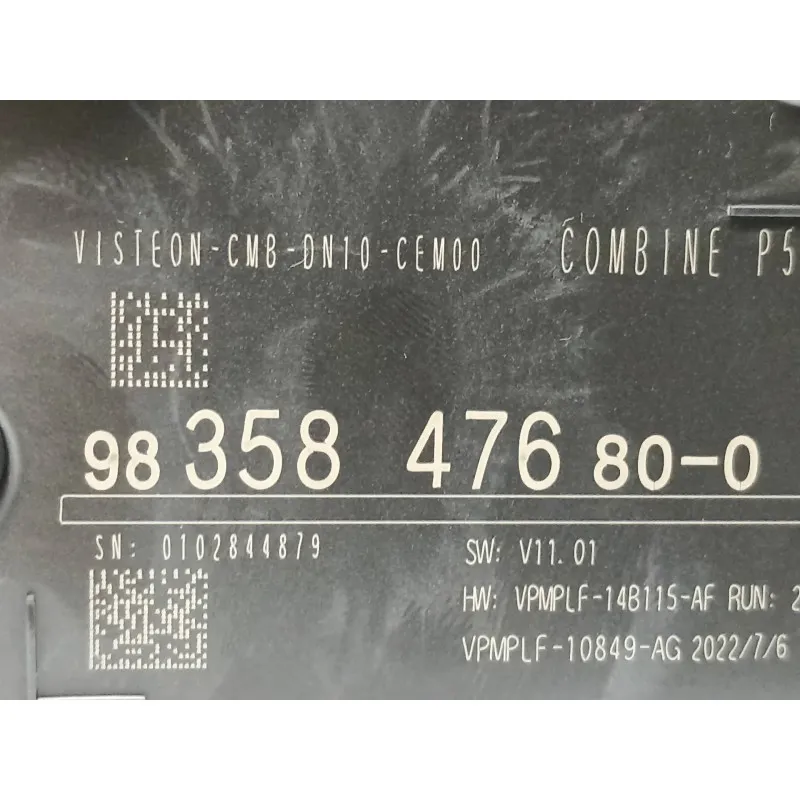 VISTEON-CMB-DN10-CEM00 COMBINE P5
98 358 476 80-0
SN: 0102844879 SW: V11.01
HW: VPMPLF-14B115-AF RUN: 2
VPMPLF-10849-AG 2022/7/6